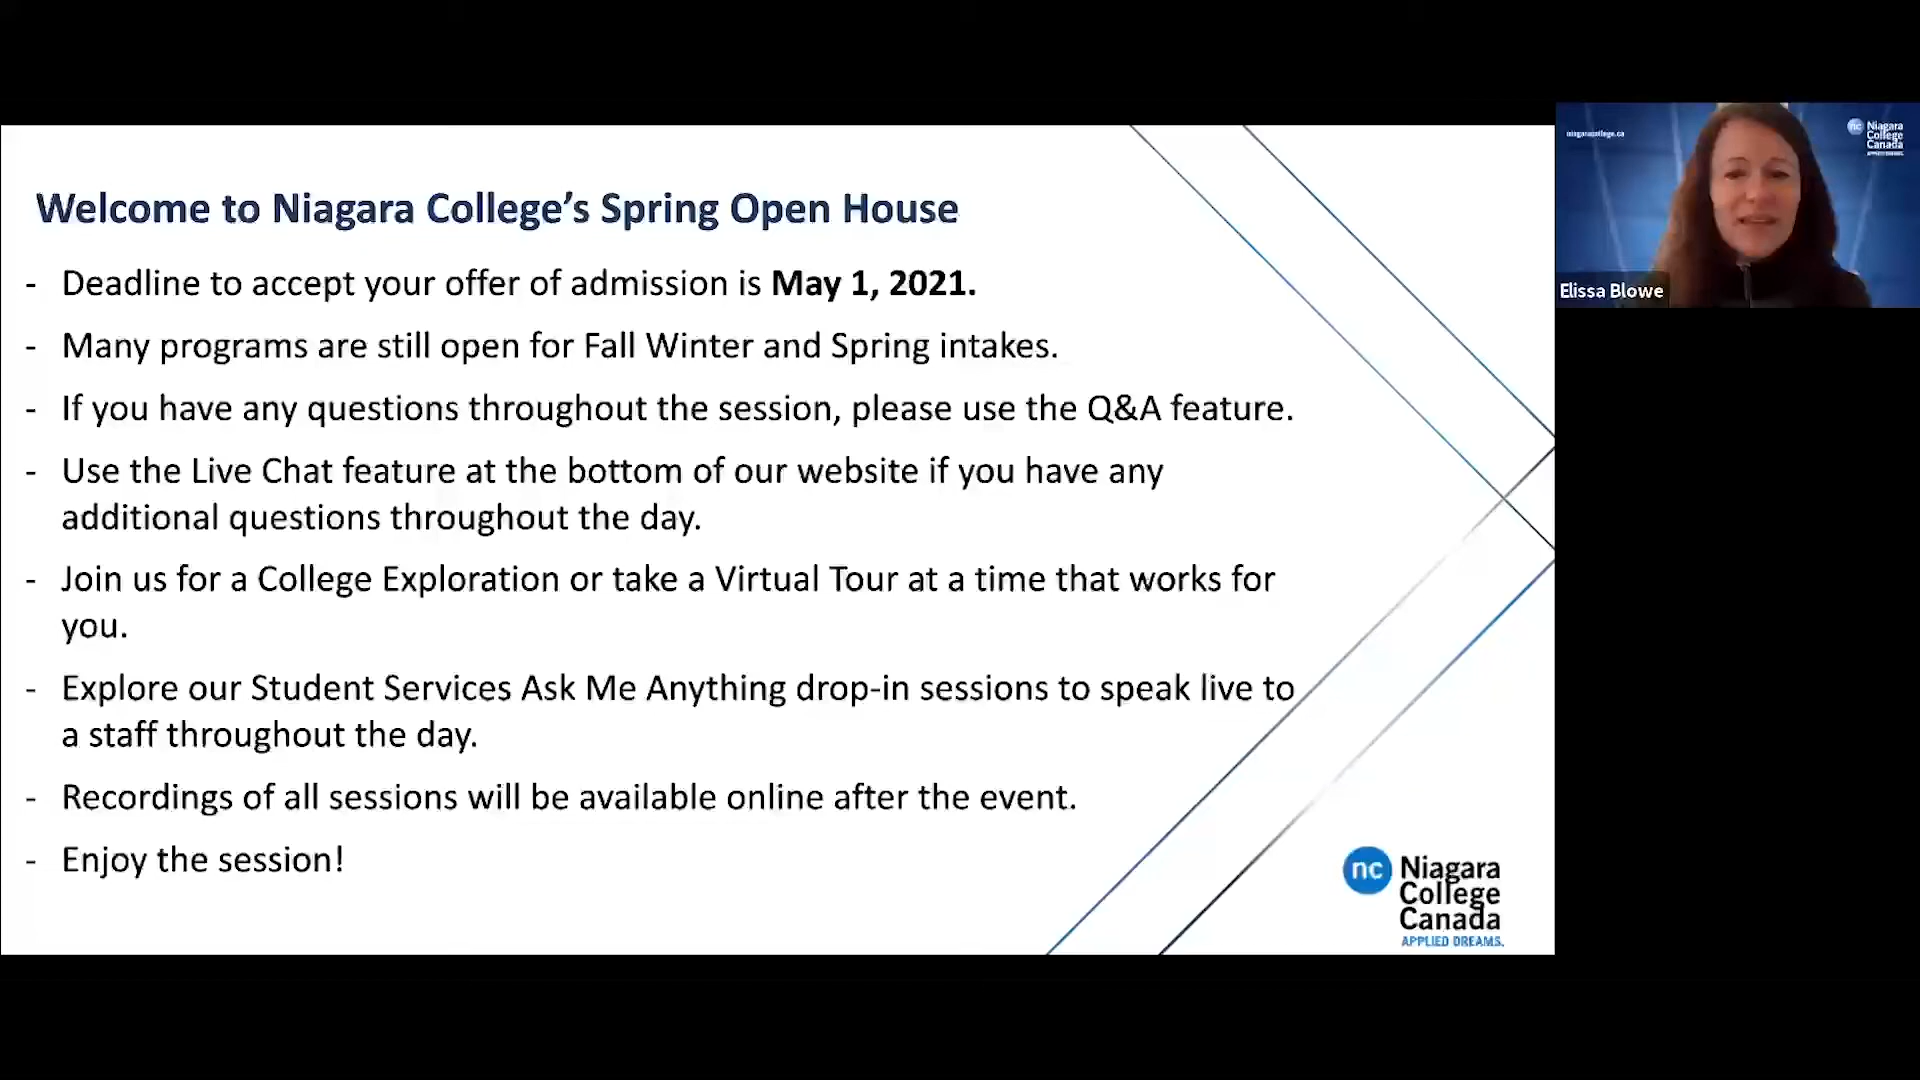 Welcome to Niagara College’s Spring Open House
- Deadline to accept your offer of admission is May 1, 2021.
- Many programs are still open for Fall Winter and Spring intakes.
- If you have any questions throughout the session, please use the Q&A feature.
- Use the Live Chat feature at the bottom of our website if you have any
additional questions throughout the day.
- Join us for a College Exploration or take a Virtual Tour at a time that works for
you.
- Explore our Student Services Ask Me Anything drop-in sessions to speak live to
a staff throughout the day.
- Recordings of all sessions will be available online after the event.
- Enjoy the session!
nc Niagara
College
Canada
APPLIED DREAMS.
niagaracollege.ca
nc Niagara
College
Canada
APPLIED DREAMS.
Elissa Blowe